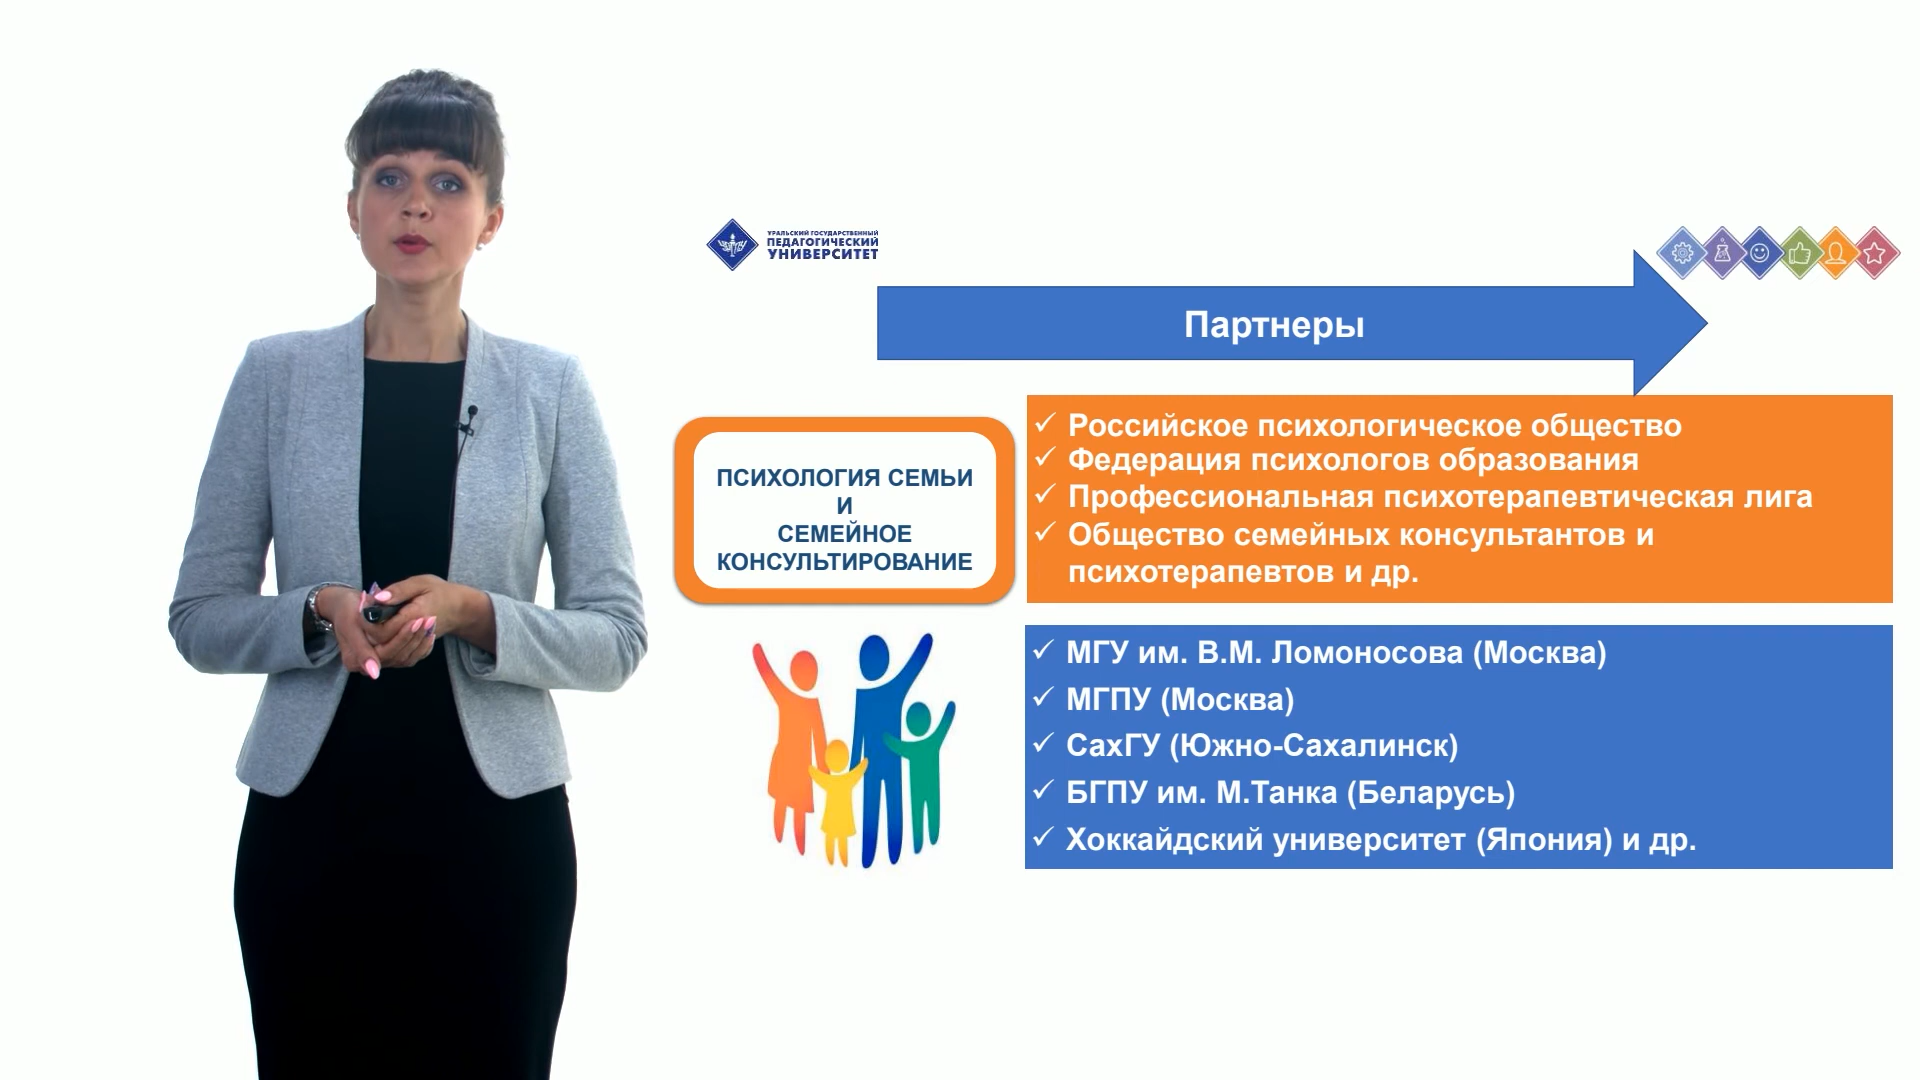 УРАЛЬСКИЙ ГОСУДАРСТВЕННЫЙ
ПЕДАГОГИЧЕСКИЙ
УНИВЕРСИТЕТ
Партнеры
ПСИХОЛОГИЯ СЕМЬИ
И
СЕМЕЙНОЕ
КОНСУЛЬТИРОВАНИЕ
Российское психологическое общество
Федерация психологов образования
Профессиональная психотерапевтическая лига
Общество семейных консультантов и
психотерапевтов и др.
МГУ им. В.М. Ломоносова (Москва)
МГПУ (Москва)
СахГУ (Южно-Сахалинск)
БГПУ им. М.Танка (Беларусь)
Хоккайдский университет (Япония) и др.